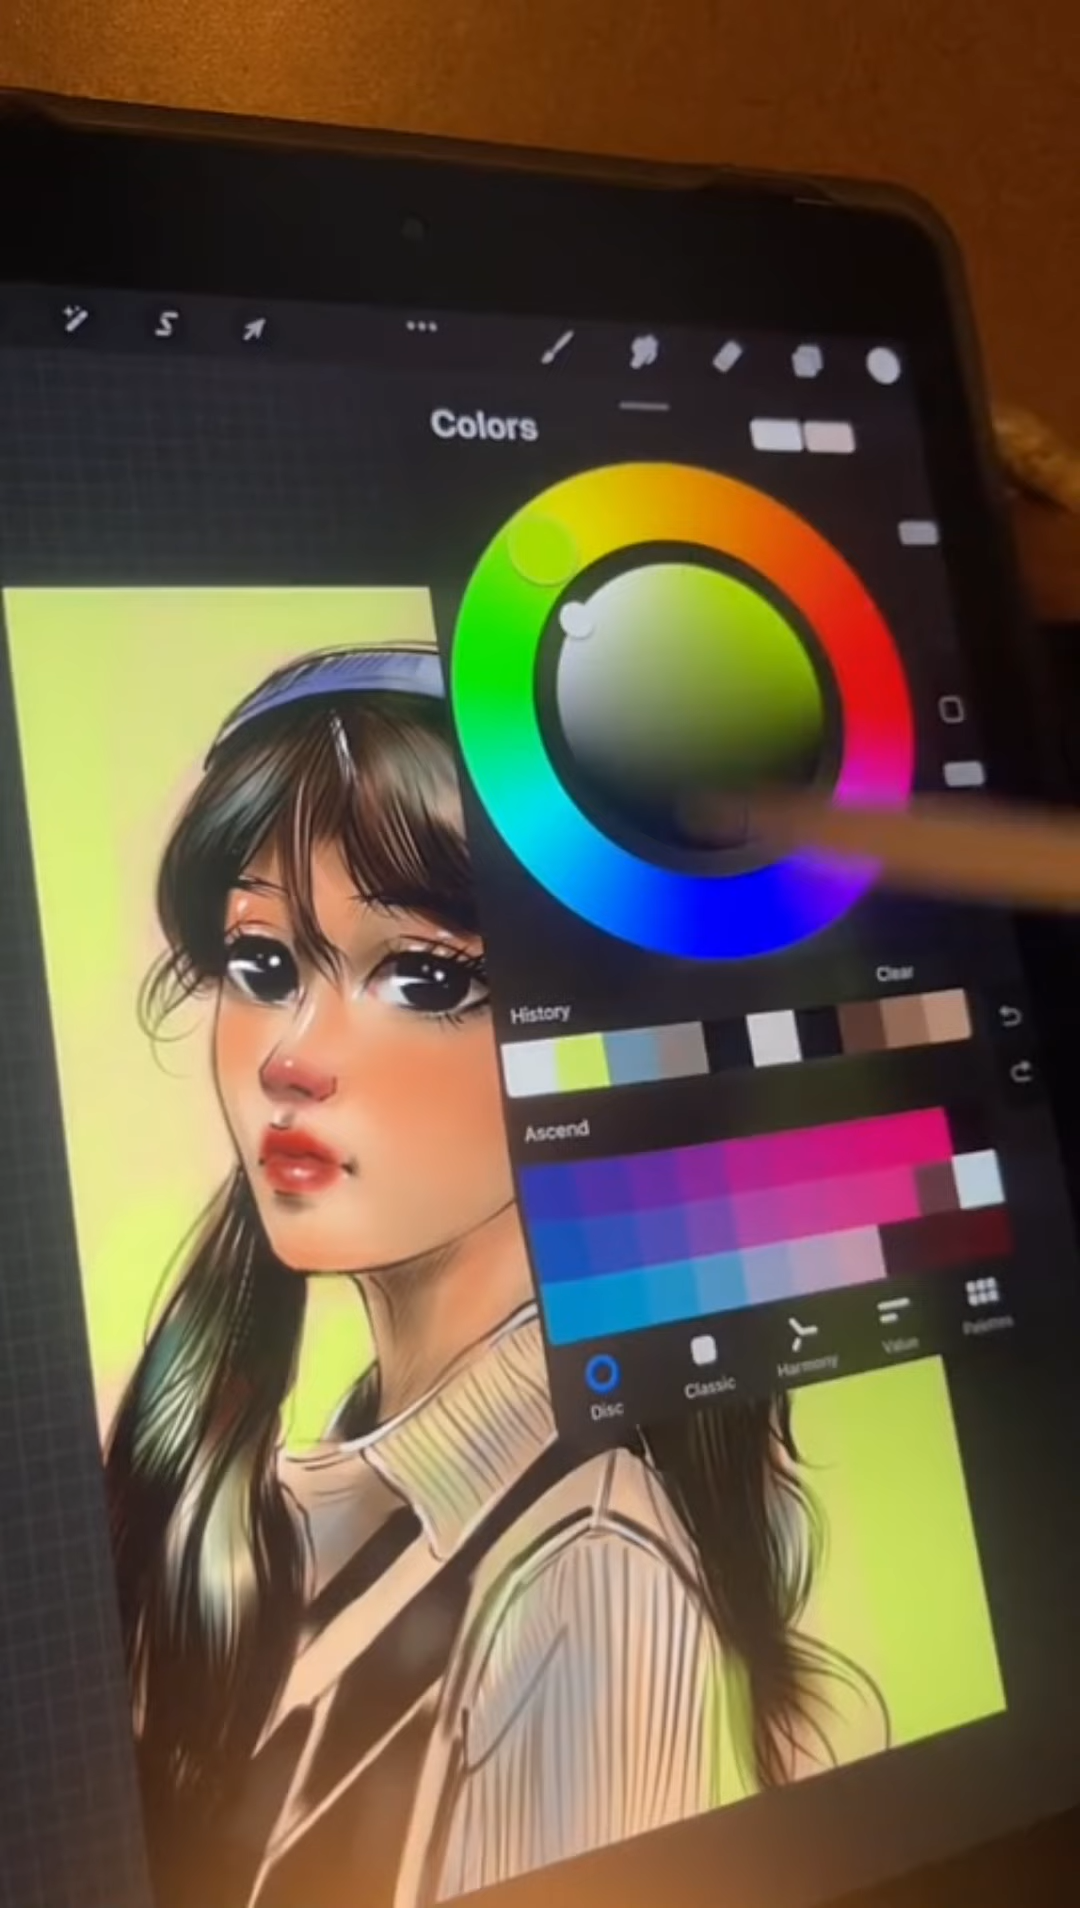 Colors
Clear
History
Ascend
Disc
Classic
Harmony
Value
Palettes